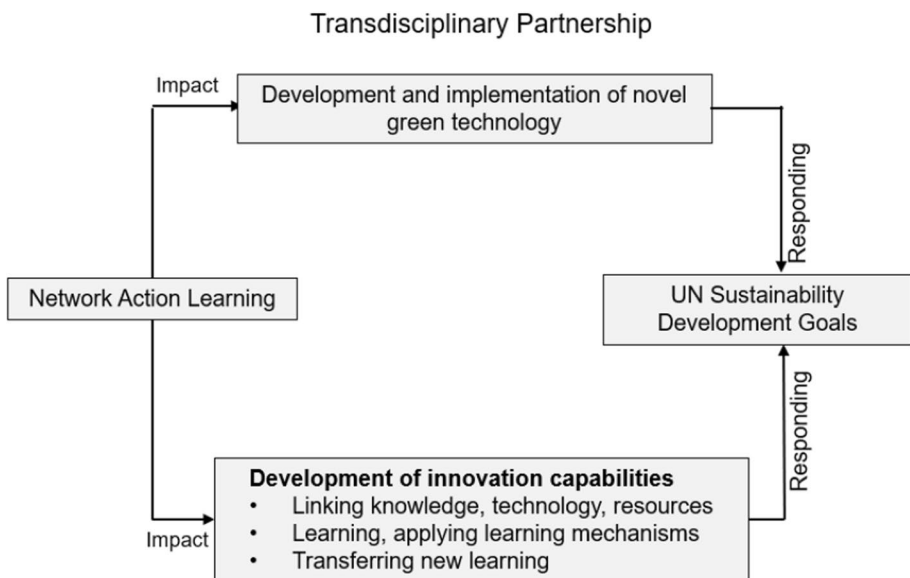 Transdisciplinary Partnership
Impact
Development and implementation of novel
green technology
Responding
Network Action Learning
UN Sustainability
Development Goals
Responding
Development of innovation capabilities
• Linking knowledge, technology, resources
• Learning, applying learning mechanisms
• Transferring new learning
Impact